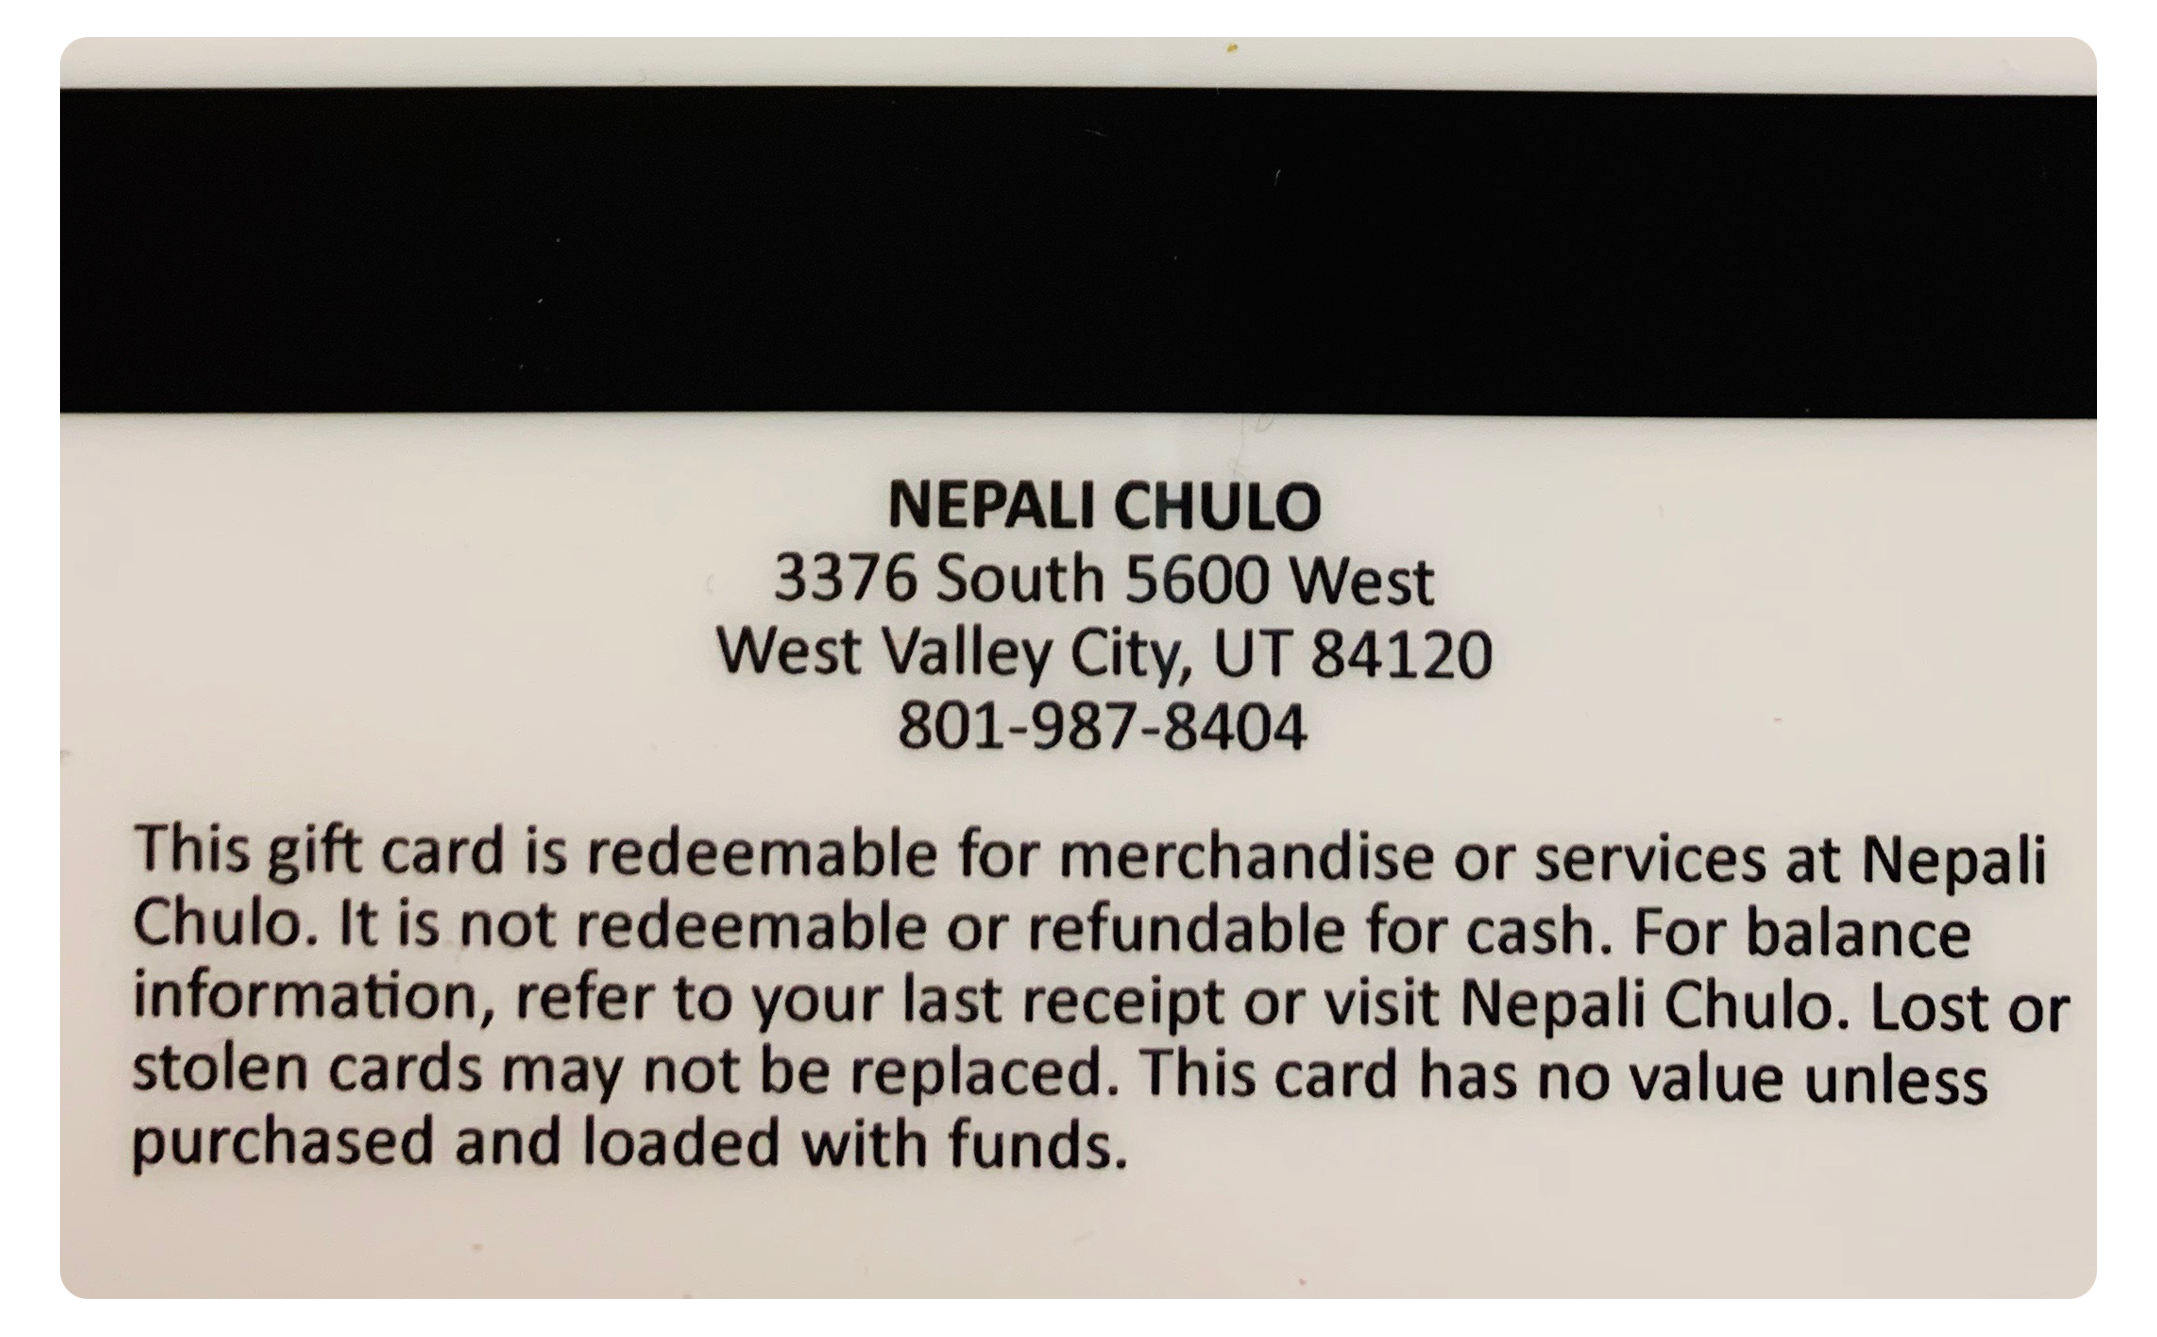 NEPALI CHULO
3376 South 5600 West
West Valley City, UT 84120
801-987-8404
This gift card is redeemable for merchandise or services at Nepali
Chulo. It is not redeemable or refundable for cash. For balance
information, refer to your last receipt or visit Nepali Chulo. Lost or
stolen cards may not be replaced. This card has no value unless
purchased and loaded with funds.